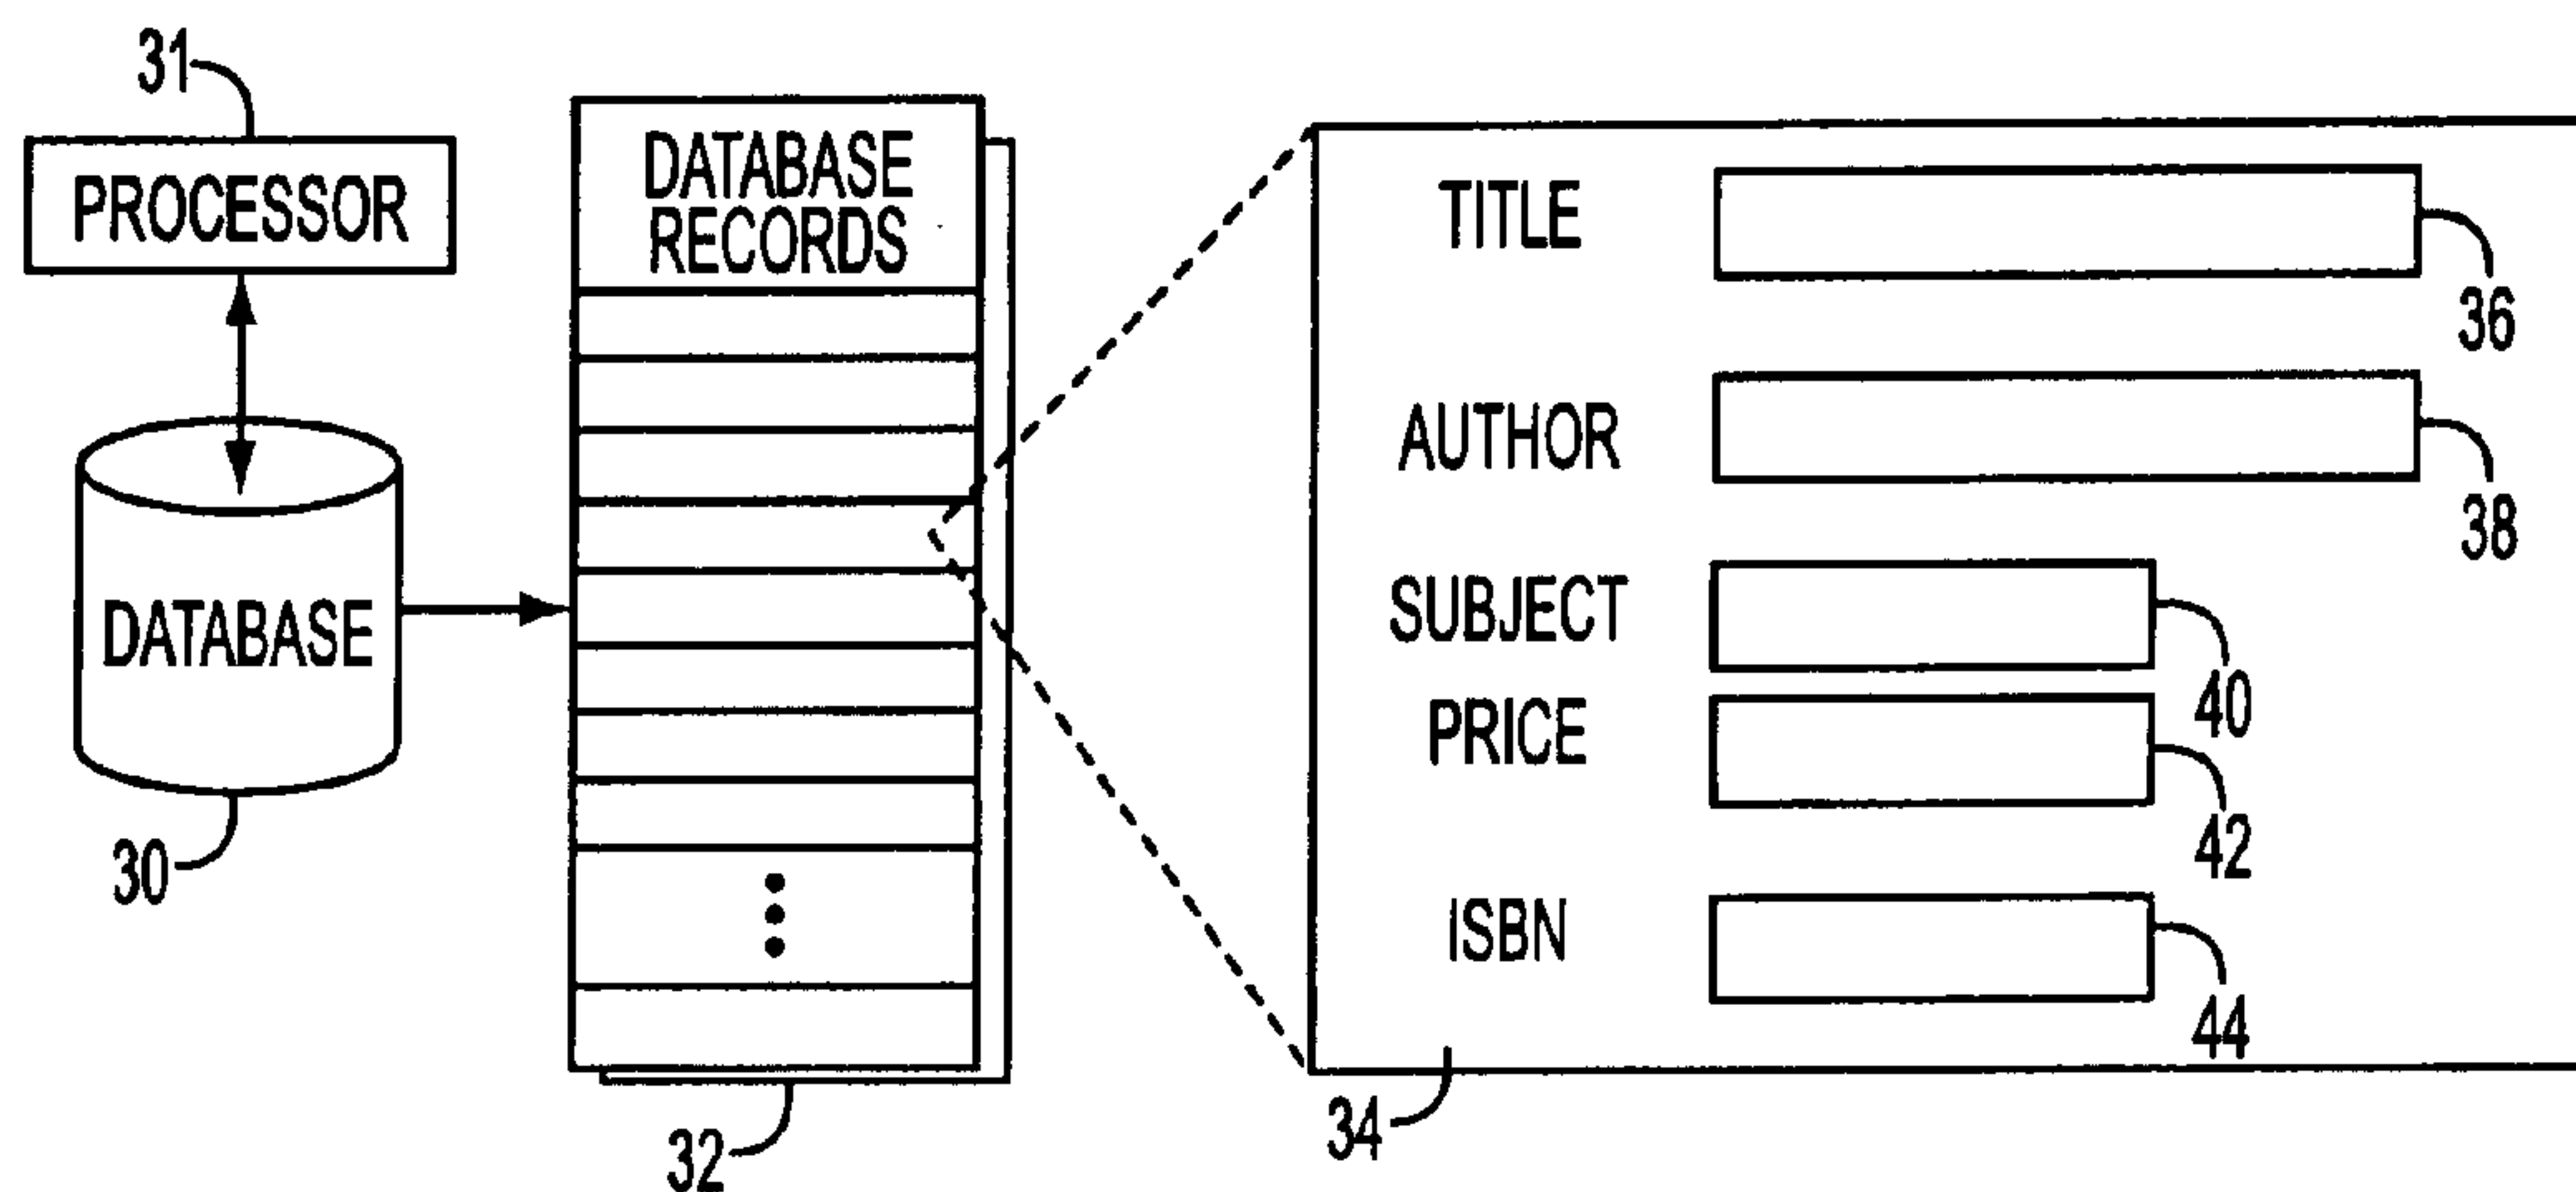 31
PROCESSOR
DATABASE
30
DATABASE
RECORDS
32
TITLE
36
AUTHOR
38
SUBJECT
40
PRICE
42
ISBN
44
34